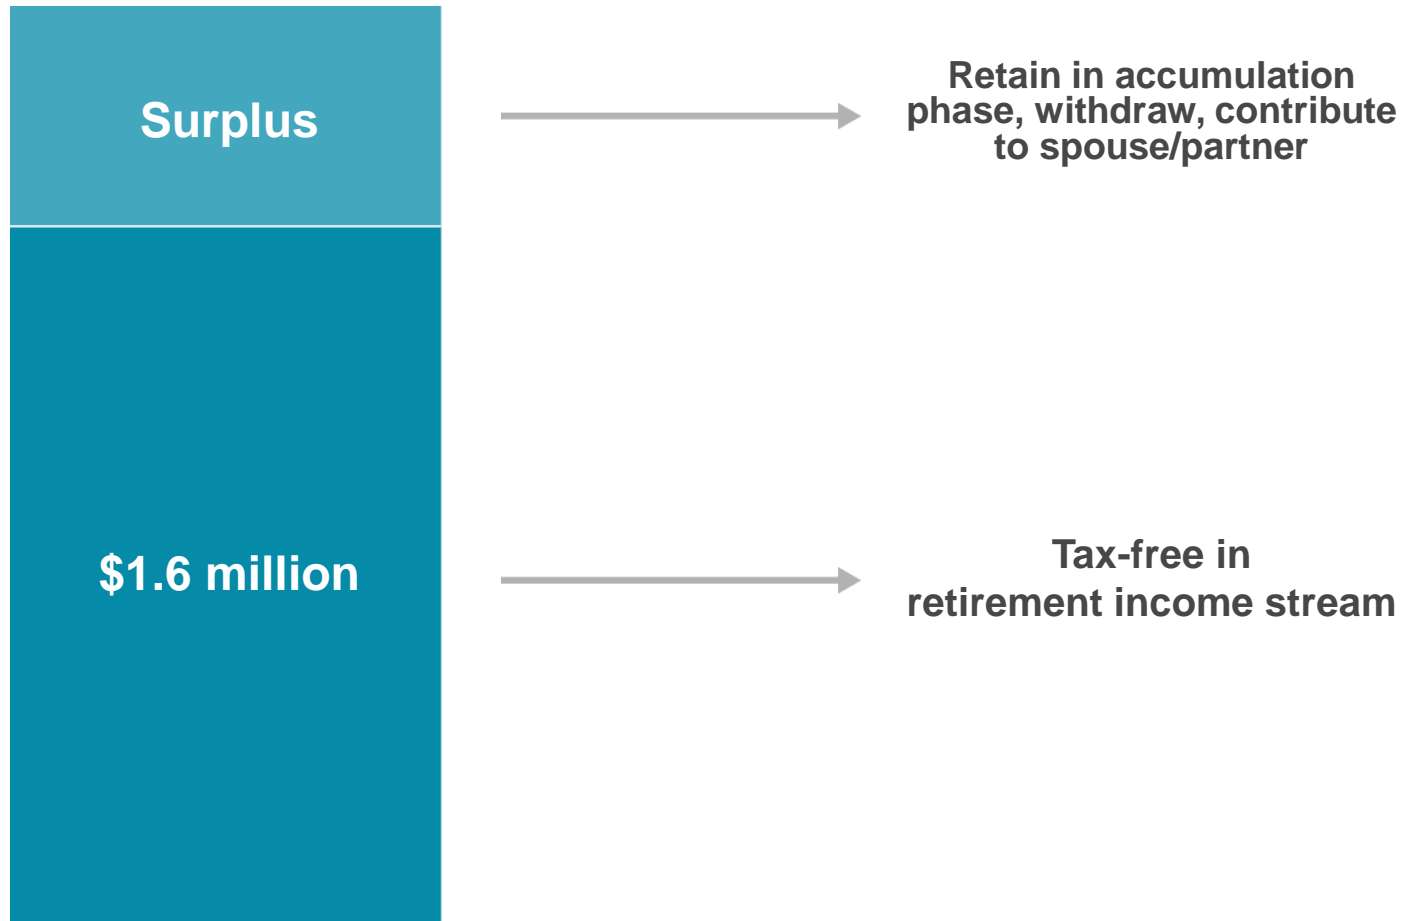 Surplus
Retain in accumulation
phase, withdraw, contribute
to spouse/partner
$1.6 million
Tax-free in
retirement income stream